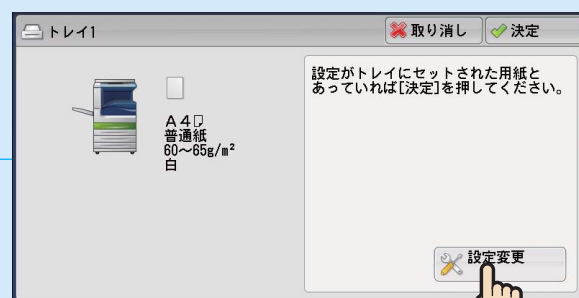 トレイ1
取り消し
決定
設定がトレイにセットされた用紙と
あっていれば[決定]を押してください。
A4
普通紙
60～65g/m²
白
設定変更